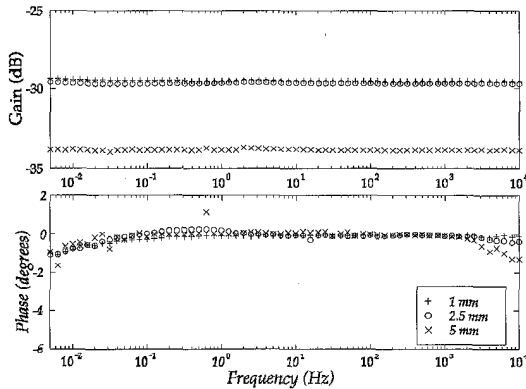 -25
-30
-35
Gain (dB)
10-2 10-1 100 101 102 103 104
2
0
-2
-4
-6
Phase (degrees)
+ 1 mm
o 2.5 mm
× 5 mm
10-2 10-1 100 101 102 103 104
Frequency (Hz)